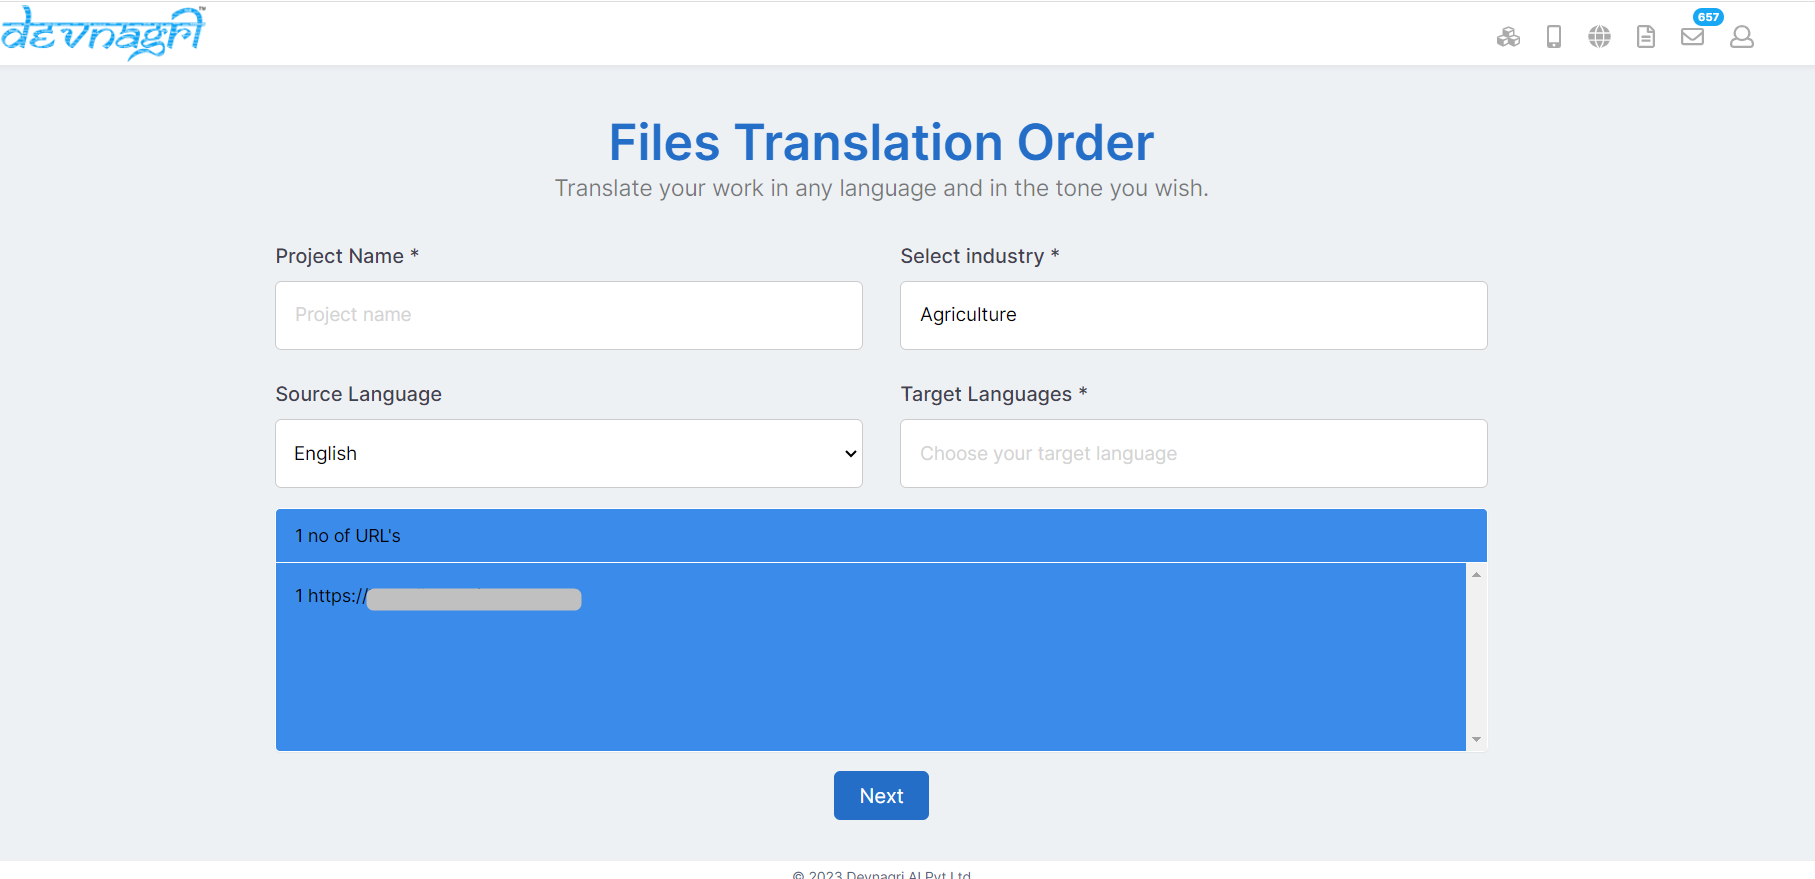 devnagri™
657
Files Translation Order
Translate your work in any language and in the tone you wish.
Project Name *
Select industry *
Project name
Agriculture
Source Language
Target Languages *
English
Choose your target language
1 no of URL's
1 https://
Next
© 2023 Devnagri AI Pvt Ltd